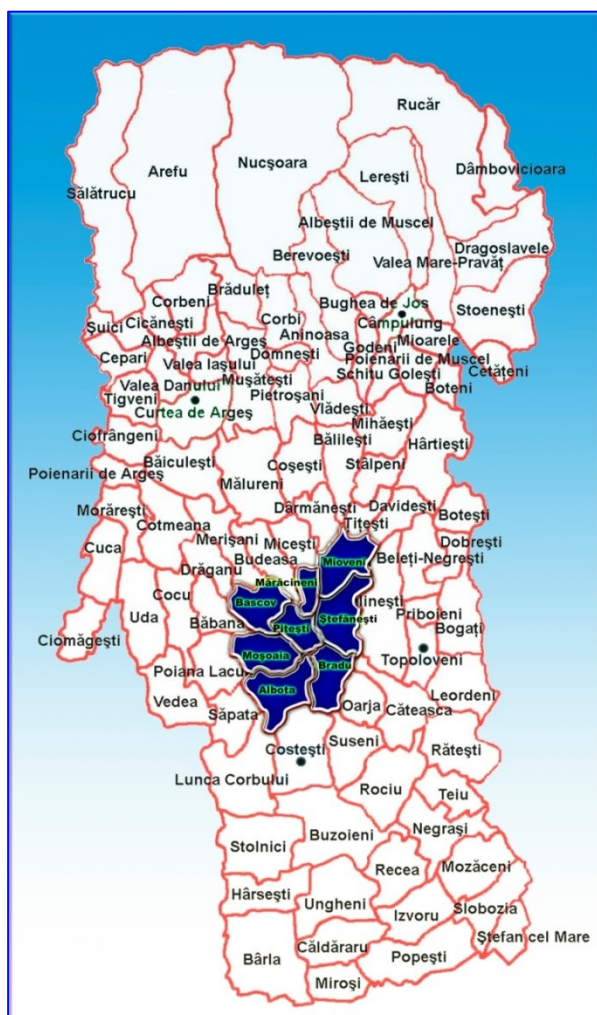 Rucăr
Nucşoara
Arefu
Lereşti
Dâmbovicioara
Sălătrucu
Albeştii de Muscel
Dragoslavele
Berevoeşti
Valea Mare-Pravăţ
Brăduleţ
Corbeni
Bughea de Jos
Stoeneşti
Şuici
Cicăneşti
Corbi
Câmpulung
Aninoasa
Mioarele
Albeştii de Argeş
Godeni
Cepari
Domneşti
Poienarii de Muscel
Valea Iaşului
Schitu Goleşti
Cetăţeni
Valea Danului
Muşăteşti
Boteni
Tigveni
Pietroşani
Curtea de Argeş
Vlădeşti
Mihăeşti
Ciofrângeni
Bălileşti
Hârtieşti
Băiculeşti
Coşeşti
Stâlpeni
Poienarii de Argeş
Mălureni
Dârmăneşti
Davideşti
Morăreşti
Boteşti
Cotmeana
Ţiţeşti
Merişani
Miceşti
Dobreşti
Cuca
Budeasa
Mioveni
Beleţi-Negreşti
Drăganu
Mărăcineni
Cocu
Bascov
ineşti
Priboieni
Uda
Băbana
Ştefăneşti
Bogaţi
Piteşti
Ciomăgeşti
Moşoaia
Bradu
Topoloveni
Poiana Lacul
Albota
Leordeni
Vedea
Oarja
Căteasca
Săpata
Suseni
Costeşti
Răteşti
Lunca Corbului
Rociu
Teiu
Negraşi
Buzoieni
Stolnici
Recea
Mozăceni
Hârseşti
Ungheni
Slobozia
Izvoru
Ştefan cel Mare
Căldăraru
Popeşti
Bârla
Miroşi